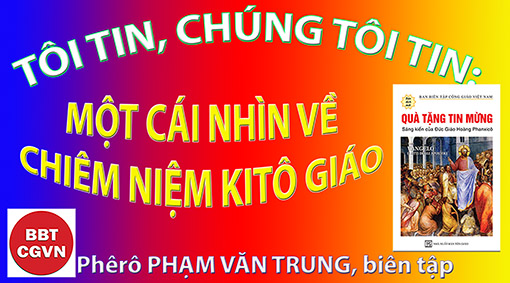 TÔI TIN, CHÚNG TÔI TIN:
MỘT CÁI NHÌN VỀ
CHIÊM NIỆM KITÔ GIÁO
BAN BIÊN TẬP CÔNG GIÁO VIỆT NAM
QUÀ TẶNG TIN MỪNG
Sáng kiến của Đức Giáo Hoàng Phanxicô
BBT
CGVN
Phêrô PHẠM VĂN TRUNG, biên tập